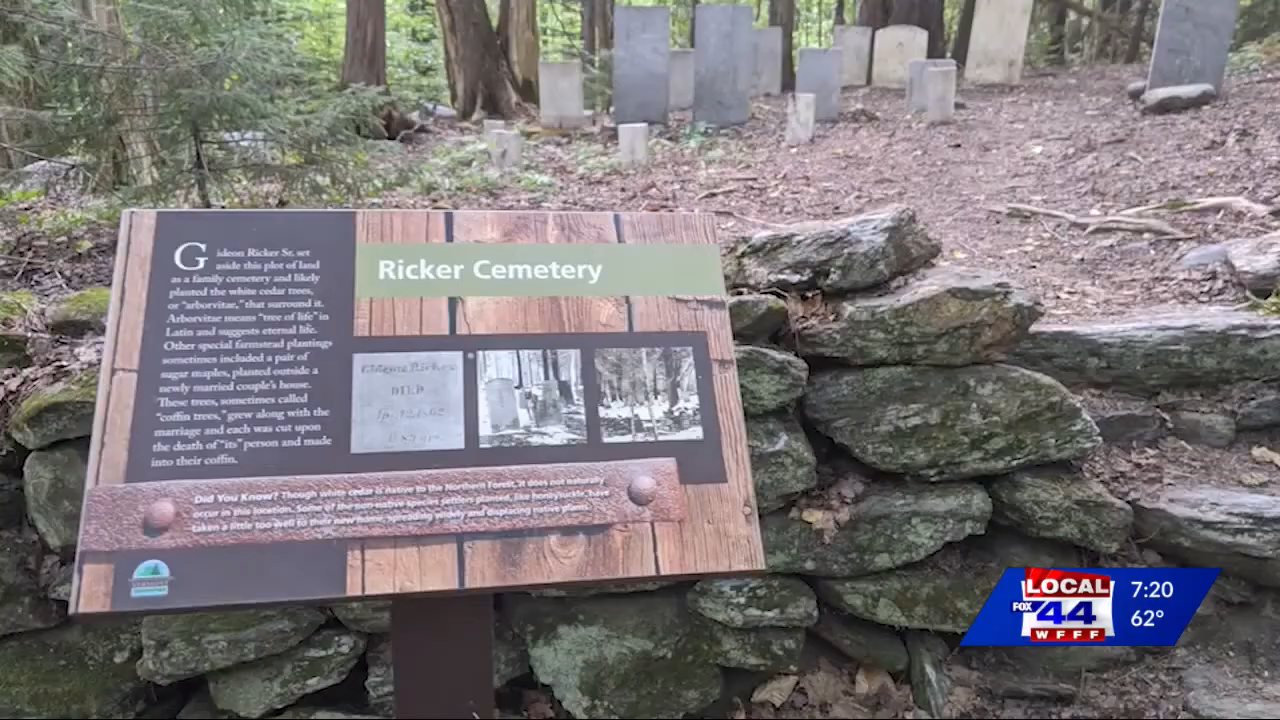 Ricker Cemetery
Gideon Ricker Sr. set
aside this plot of land
as a family cemetery and likely
planted the white cedar trees,
or "arborvitae," that surround it.
Arborvitae means "tree of life" in
Latin and suggests eternal life.
Other special farmstead plantings
sometimes included a pair of
sugar maples, planted outside a
newly married couple's house.
These trees, sometimes called
"coffin trees," grew along with the
marriage and each was cut upon
the death of "its" person and made
into their coffin.
DIED
Did You Know? Though white cedar is native to the Northern Forest, it does not naturally
occur in this location. Some of the non-native species settlers planted, like honeysuckle, have
taken a little too well to their new home, spreading widely and displacing native plants.
VERMONT
LOCAL
FOX 44
WFFF
7:20
62°